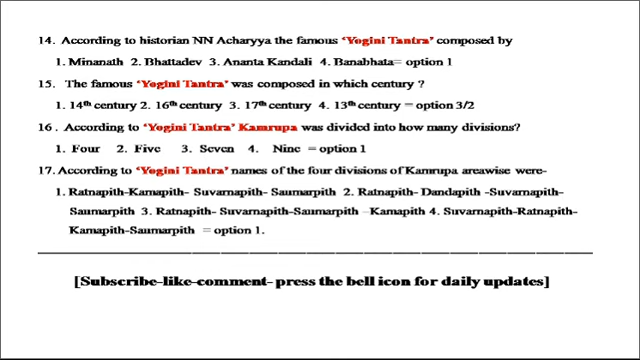 14. According to historian NN Acharyya the famous 'Yogini Tantra' composed by
1. Minanath 2. Bhattadev 3. Ananta Kandali 4. Banabhata= option 1
15. The famous 'Yogini Tantra' was composed in which century ?
1. 14th century 2. 16th century 3. 17th century 4. 13th century = option 3/2
16 . According to 'Yogini Tantra' Kamrupa was divided into how many divisions?
1. Four 2. Five 3. Seven 4. Nine = option 1
17. According to 'Yogini Tantra' names of the four divisions of Kamrupa areawise were-
1. Ratnapith-Kamapith- Suvarnapith- Saumarpith 2. Ratnapith- Dandapith -Suvarnapith-
Saumarpith 3. Ratnapith- Suvarnapith-Saumarpith –Kamapith 4. Suvarnapith-Ratnapith-
Kamapith-Saumarpith = option 1.
[Subscribe-like-comment- press the bell icon for daily updates]